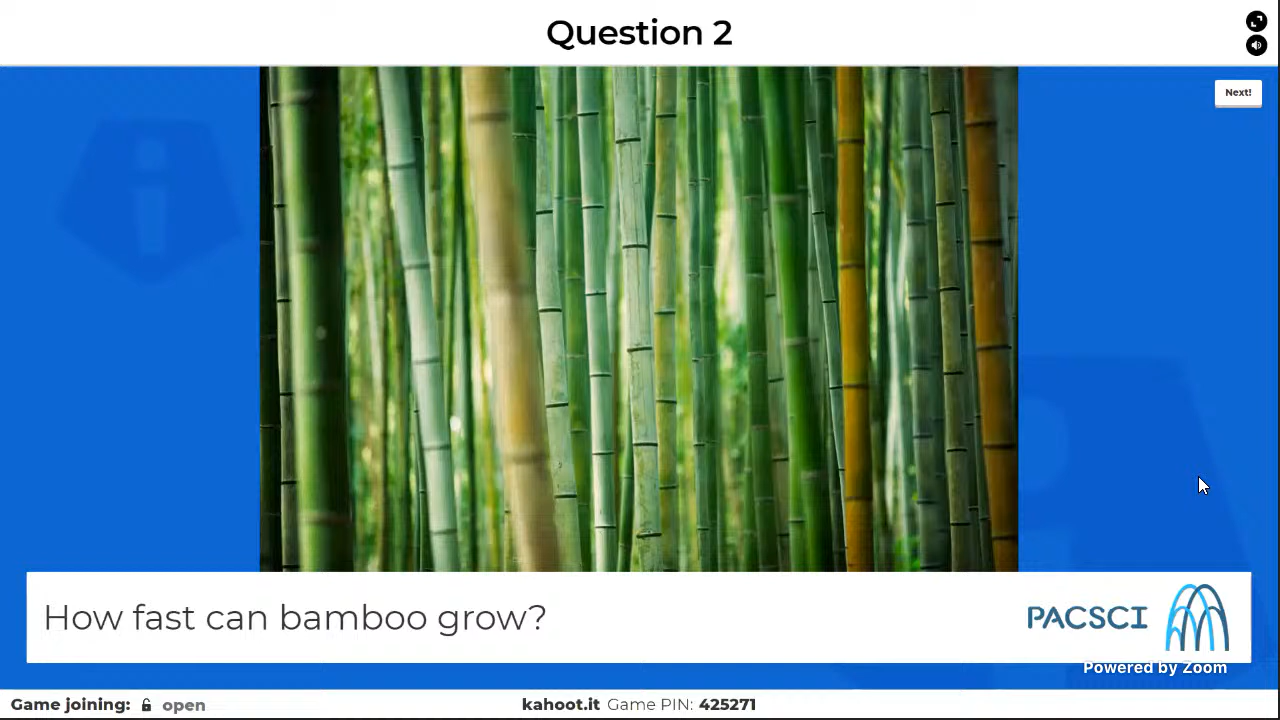 Question 2
Next!
How fast can bamboo grow?
PACSCI
Powered by Zoom
Game joining: open
kahoot.it Game PIN: 425271